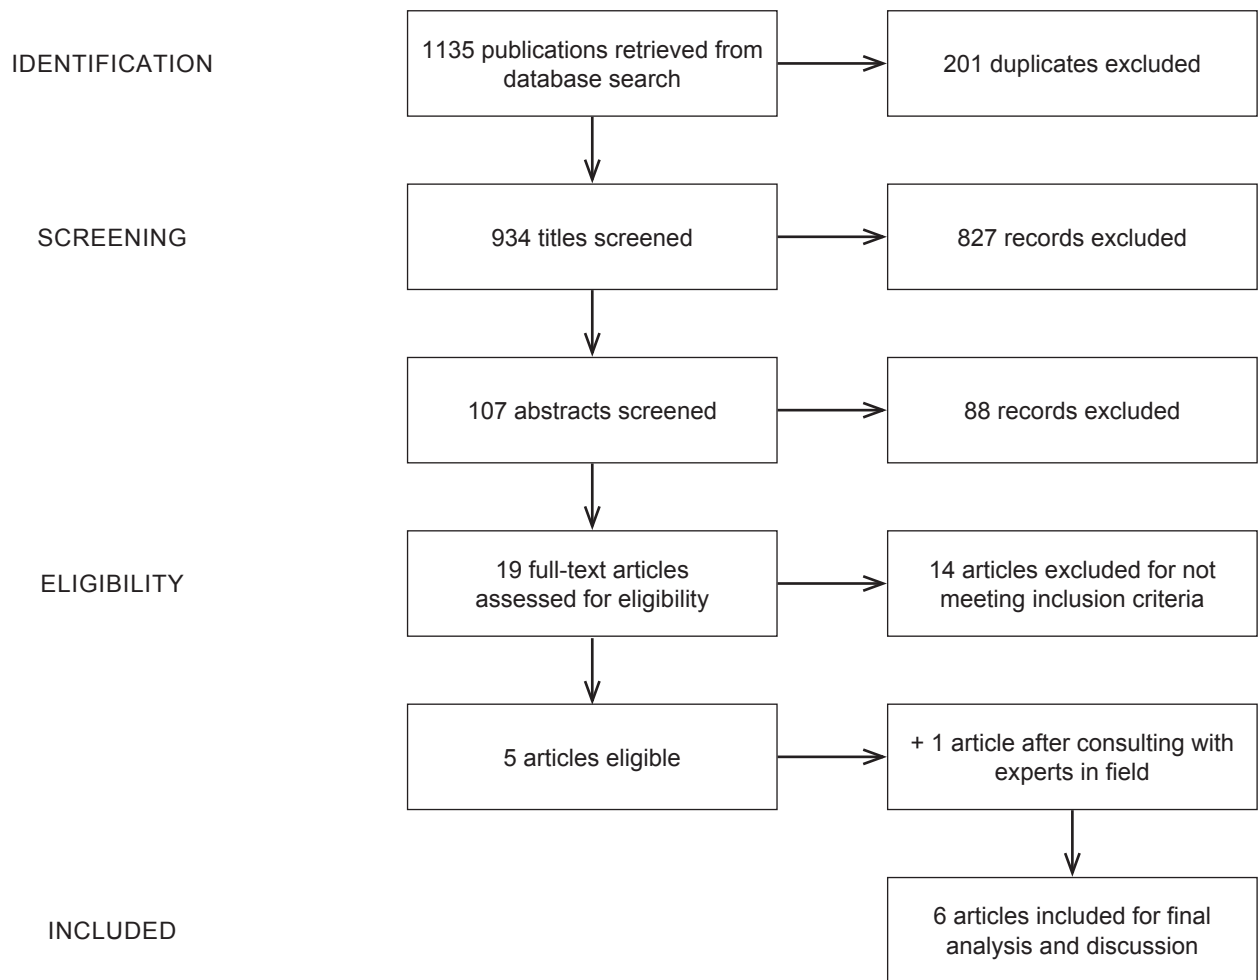 IDENTIFICATION
1135 publications retrieved from
database search
201 duplicates excluded
SCREENING
934 titles screened
827 records excluded
107 abstracts screened
88 records excluded
ELIGIBILITY
19 full-text articles
assessed for eligibility
14 articles excluded for not
meeting inclusion criteria
5 articles eligible
+ 1 article after consulting with
experts in field
INCLUDED
6 articles included for final
analysis and discussion